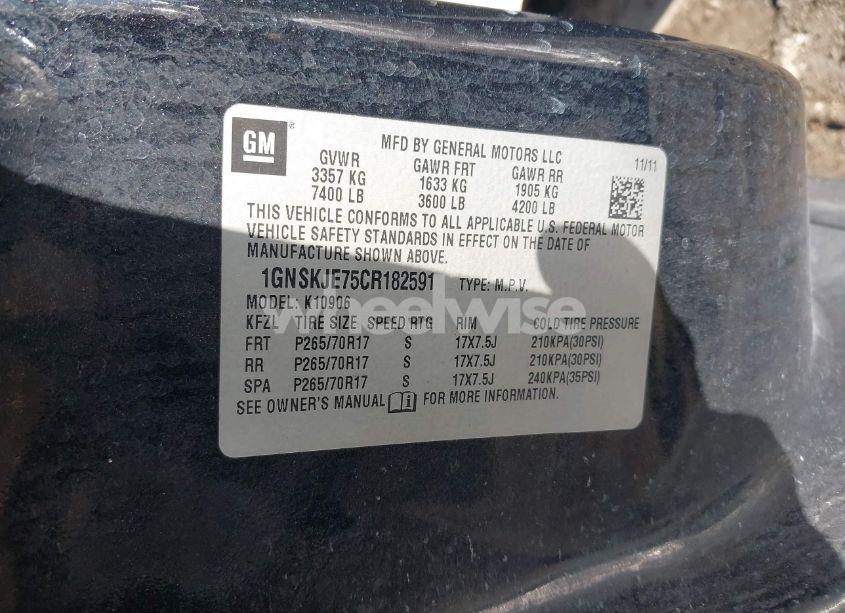 GM
MFD BY GENERAL MOTORS LLC
11/11
GVWR GAWR FRT GAWR RR
3357 KG 1633 KG 1905 KG
7400 LB 3600 LB 4200 LB
THIS VEHICLE CONFORMS TO ALL APPLICABLE U.S. FEDERAL MOTOR
VEHICLE SAFETY STANDARDS IN EFFECT ON THE DATE OF
MANUFACTURE SHOWN ABOVE.
1GNSKJE75CR182591 TYPE: M.P.V.
MODEL: K10906
wheelwise
KFZL TIRE SIZE SPEED RTG RIM COLD TIRE PRESSURE
FRT P265/70R17 S 17X7.5J 210KPA(30PSI)
RR P265/70R17 S 17X7.5J 210KPA(30PSI)
SPA P265/70R17 S 17X7.5J 240KPA(35PSI)
SEE OWNER'S MANUAL FOR MORE INFORMATION.